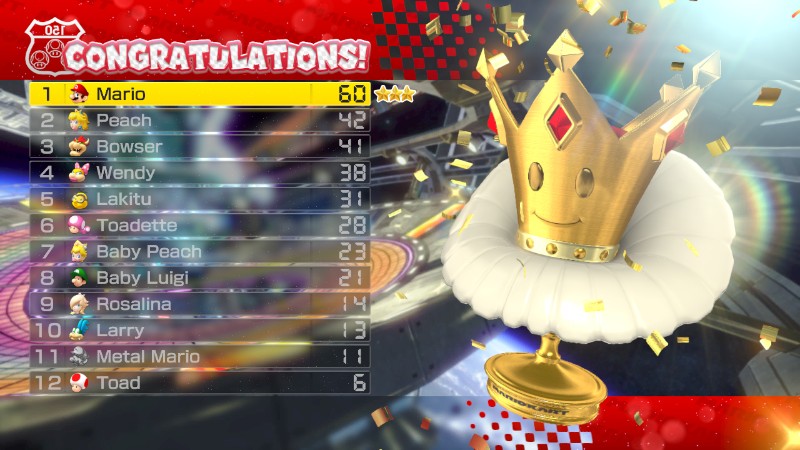 150
CONGRATULATIONS!
1 Mario 60
2 Peach 42
3 Bowser 41
4 Wendy 38
5 Lakitu 31
6 Toadette 28
7 Baby Peach 23
8 Baby Luigi 21
9 Rosalina 14
10 Larry 13
11 Metal Mario 11
12 Toad 6
MARIOKART